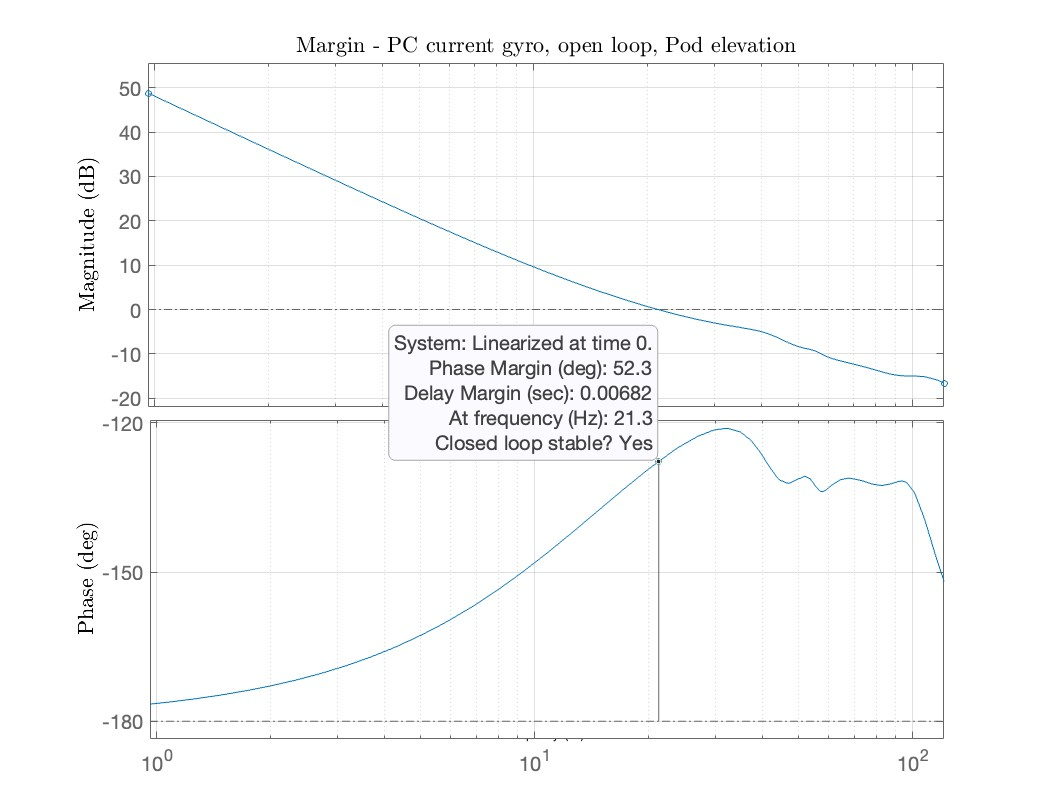 Margin - PC current gyro, open loop, Pod elevation
50
40
30
20
10
0
-10
-20
Magnitude (dB)
System: Linearized at time 0.
Phase Margin (deg): 52.3
Delay Margin (sec): 0.00682
At frequency (Hz): 21.3
Closed loop stable? Yes
-120
-150
-180
Phase (deg)
10^0
10^1
10^2